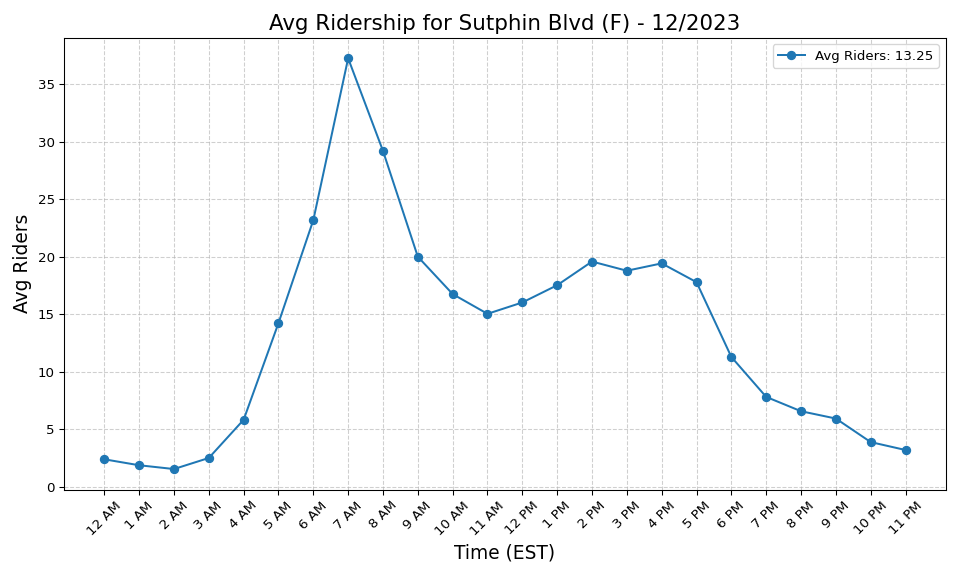 Avg Ridership for Sutphin Blvd (F) - 12/2023
Avg Riders: 13.25
Avg Riders
35
30
25
20
15
10
5
0
12 AM
1 AM
2 AM
3 AM
4 AM
5 AM
6 AM
7 AM
8 AM
9 AM
10 AM
11 AM
12 PM
1 PM
2 PM
3 PM
4 PM
5 PM
6 PM
7 PM
8 PM
9 PM
10 PM
11 PM
Time (EST)